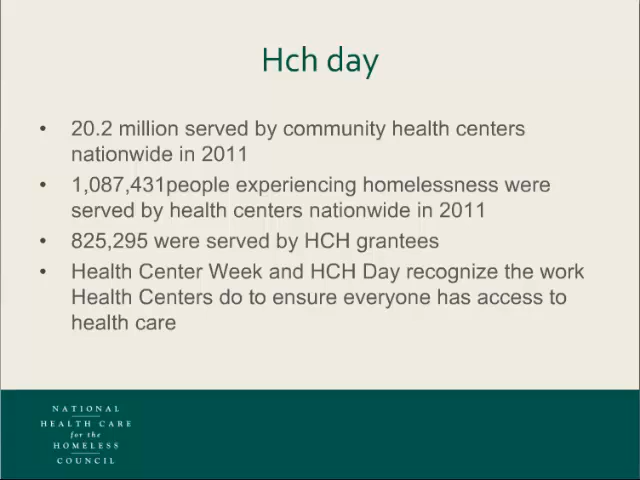 Hch day
• 20.2 million served by community health centers
nationwide in 2011
• 1,087,431people experiencing homelessness were
served by health centers nationwide in 2011
• 825,295 were served by HCH grantees
• Health Center Week and HCH Day recognize the work
Health Centers do to ensure everyone has access to
health care
NATIONAL
HEALTH CARE
for the
HOMELESS
COUNCIL